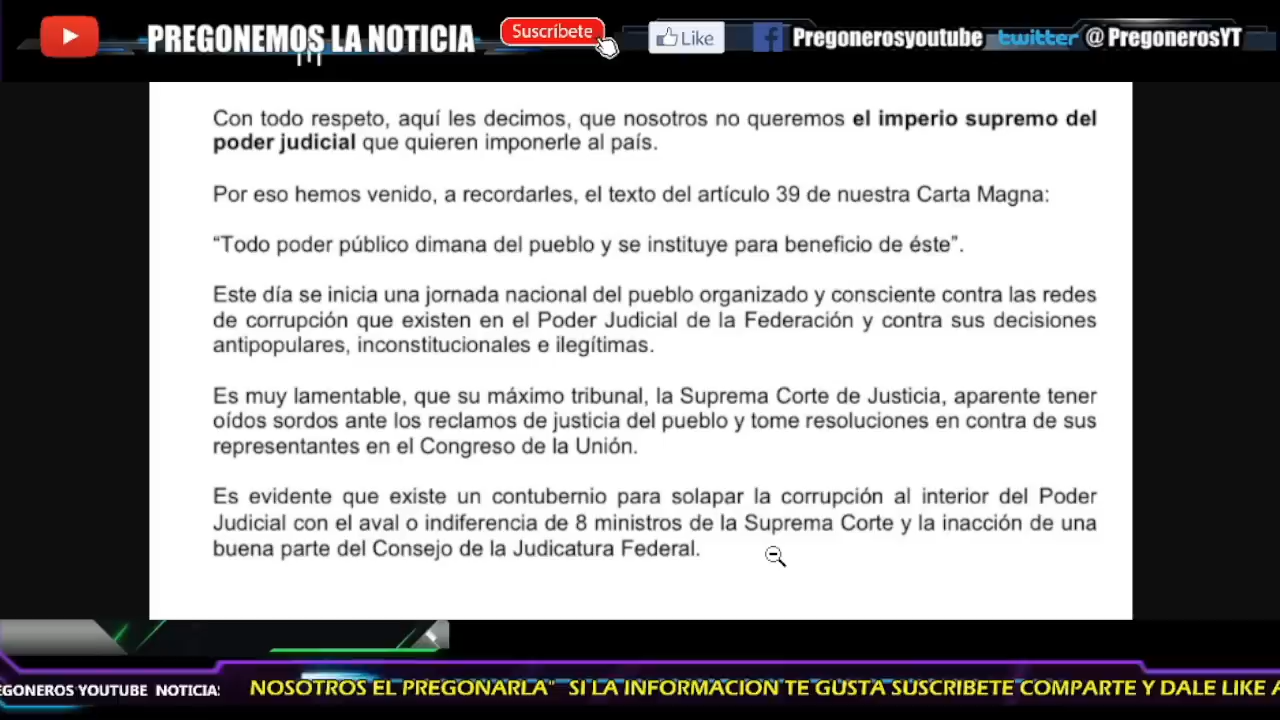 PREGONEMOS LA NOTICIA
Suscríbete
Like
Pregonerosyoutube
twitter @PregonerosYT
Con todo respeto, aquí les decimos, que nosotros no queremos el imperio supremo del
poder judicial que quieren imponerle al país.
Por eso hemos venido, a recordarles, el texto del artículo 39 de nuestra Carta Magna:
“Todo poder público dimana del pueblo y se instituye para beneficio de éste”.
Este día se inicia una jornada nacional del pueblo organizado y consciente contra las redes
de corrupción que existen en el Poder Judicial de la Federación y contra sus decisiones
antipopulares, inconstitucionales e ilegítimas.
Es muy lamentable, que su máximo tribunal, la Suprema Corte de Justicia, aparente tener
oídos sordos ante los reclamos de justicia del pueblo y tome resoluciones en contra de sus
representantes en el Congreso de la Unión.
Es evidente que existe un contubernio para solapar la corrupción al interior del Poder
Judicial con el aval o indiferencia de 8 ministros de la Suprema Corte y la inacción de una
buena parte del Consejo de la Judicatura Federal.
EGONEROS YOUTUBE NOTICIAS
NOSOTROS EL PREGONARLA" SI LA INFORMACION TE GUSTA SUSCRIBETE COMPARTE Y DALE LIKE A